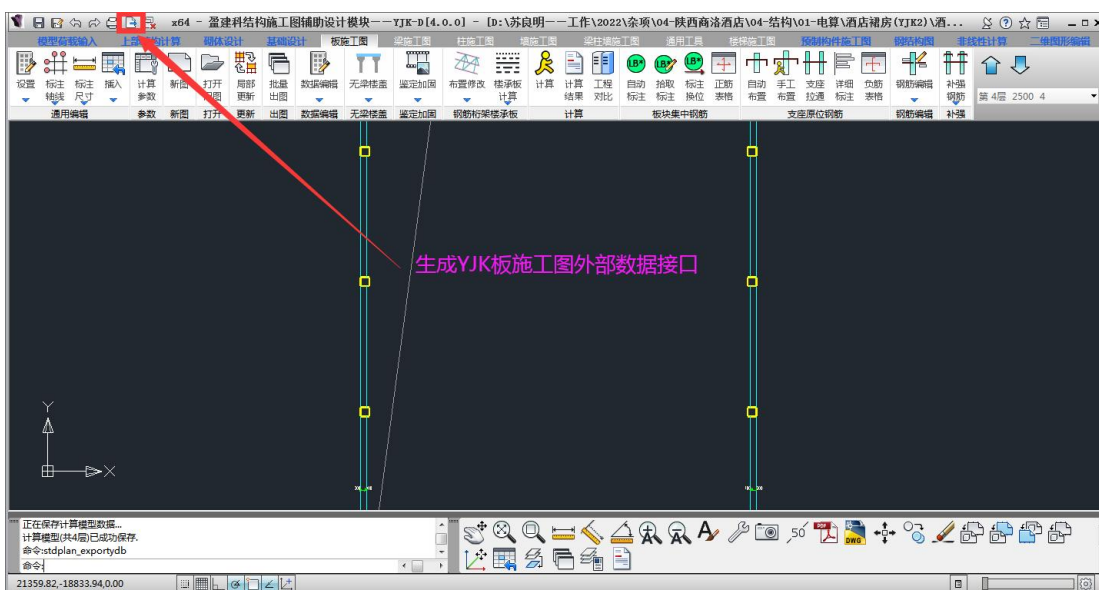 x64 - 盈建科结构施工图辅助设计模块--YJK-D[4.0.0] - [D:\苏良明--工作\2022\杂项\04-陕西商洛酒店\04-结构\01-电算\酒店裙房(YJK2)\酒...
模型荷载输入 上部结构计算 砌体设计 基础设计 板施工图 梁施工图 柱施工图 墙施工图 梁柱墙施工图 通用工具 楼梯施工图 预制构件施工图 钢结构图 非线性计算 二维图形编辑
设置 标注轴线 标注尺寸 插入 计算参数 新图 打开旧图 局部更新 批量出图 数据编辑 无梁楼盖 鉴定加固 布置修改 楼承板计算 计算 计算结果 工程对比 自动标注 拾取标注 标注换位 正筋表格 自动布置 手工布置 支座拉通 详细标注 负筋表格 钢筋编辑 补强钢筋 第 4层 2500 4
通用编辑 参数 新图 打开 更新 出图 数据编辑 无梁楼盖 鉴定加固 钢筋桁架楼承板 计算 板块集中钢筋 支座原位钢筋 钢筋编辑 补强
生成YJK板施工图外部数据接口
Y
X
正在保存计算模型数据...
计算模型(共4层)已成功保存.
命令:stdplan_exportydb
命令:
21359.82,-18833.94,0.00